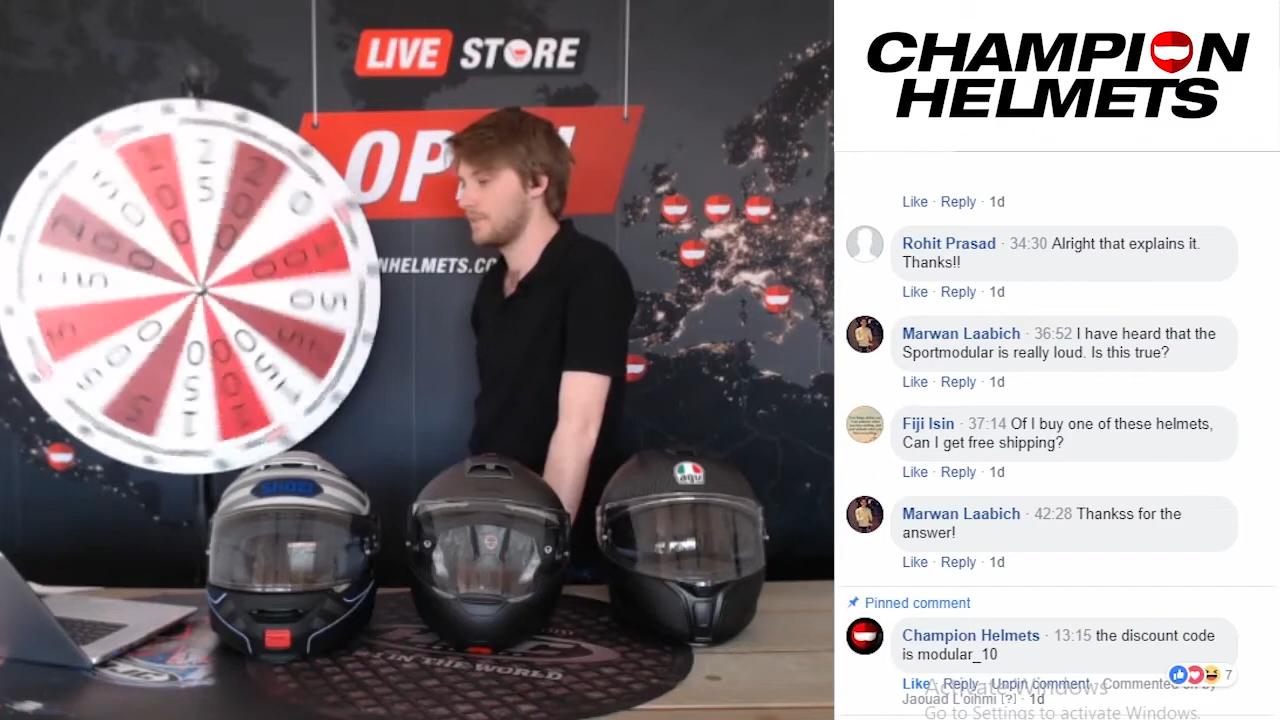 LIVE STORE
OP
NHELMETS.CO
SHOEI
agv
IN THE WORLD
CHAMPION
HELMETS
Like · Reply · 1d
Rohit Prasad · 34:30 Alright that explains it.
Thanks!!
Like · Reply · 1d
Marwan Laabich · 36:52 I have heard that the
Sportmodular is really loud. Is this true?
Like · Reply · 1d
Fiji Isin · 37:14 Of I buy one of these helmets,
Can I get free shipping?
Like · Reply · 1d
Marwan Laabich · 42:28 Thankss for the
answer!
Like · Reply · 1d
Pinned comment
Champion Helmets · 13:15 the discount code
is modular_10
7
Like · Reply · Unpin comment · Commented on by
Jaouad L'oihmi [?] · 1d
Activate Windows
Go to Settings to activate Windows.